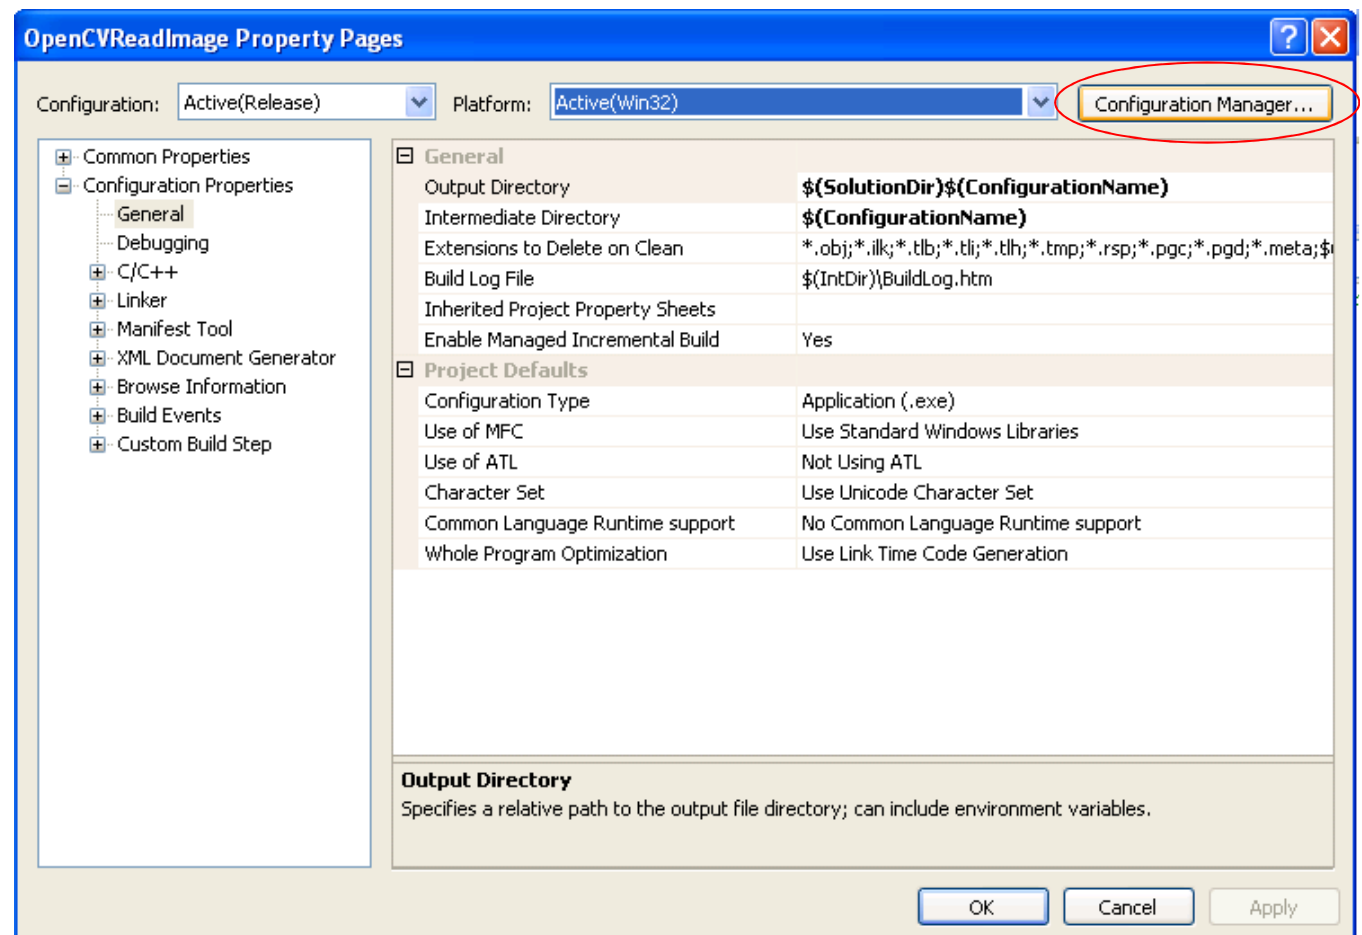 OpenCVReadImage Property Pages
Configuration: Active(Release) Platform: Active(Win32) Configuration Manager...
Common Properties
Configuration Properties
General
Debugging
C/C++
Linker
Manifest Tool
XML Document Generator
Browse Information
Build Events
Custom Build Step
General
Output Directory $(SolutionDir)$(ConfigurationName)
Intermediate Directory $(ConfigurationName)
Extensions to Delete on Clean *.obj;*.ilk;*.tlb;*.tli;*.tlh;*.tmp;*.rsp;*.pgc;*.pgd;*.meta;$(
Build Log File $(IntDir)\BuildLog.htm
Inherited Project Property Sheets
Enable Managed Incremental Build Yes
Project Defaults
Configuration Type Application (.exe)
Use of MFC Use Standard Windows Libraries
Use of ATL Not Using ATL
Character Set Use Unicode Character Set
Common Language Runtime support No Common Language Runtime support
Whole Program Optimization Use Link Time Code Generation
Output Directory
Specifies a relative path to the output file directory; can include environment variables.
OK Cancel Apply